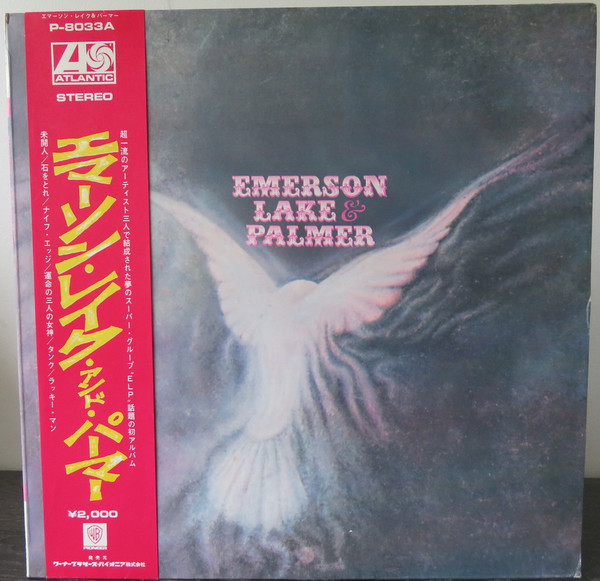 エマーソン・レイク&パーマー
P-8033A
ATLANTIC
STEREO
超一流のアーティスト三人で結成された夢のスーパー・グループ“ELP”話題の初アルバム
エマーソン・レイク・アンド・パーマー
未開人/石をとれ/ナイフ・エッジ/運命の三人の女神/タンク/ラッキー・マン
¥2,000
WB
PIONEER
発売元
ワーナーブラザーズ・パイオニア株式会社
EMERSON
LAKE &
PALMER